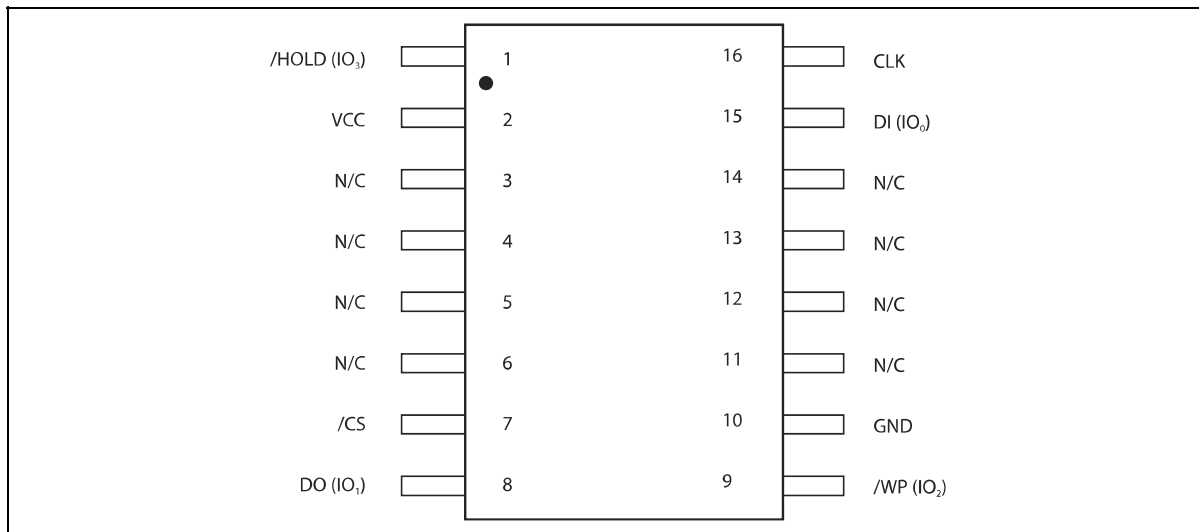 /HOLD (IO₃) 1 16 CLK
VCC 2 15 DI (IO₀)
N/C 3 14 N/C
N/C 4 13 N/C
N/C 5 12 N/C
N/C 6 11 N/C
/CS 7 10 GND
DO (IO₁) 8 9 /WP (IO₂)